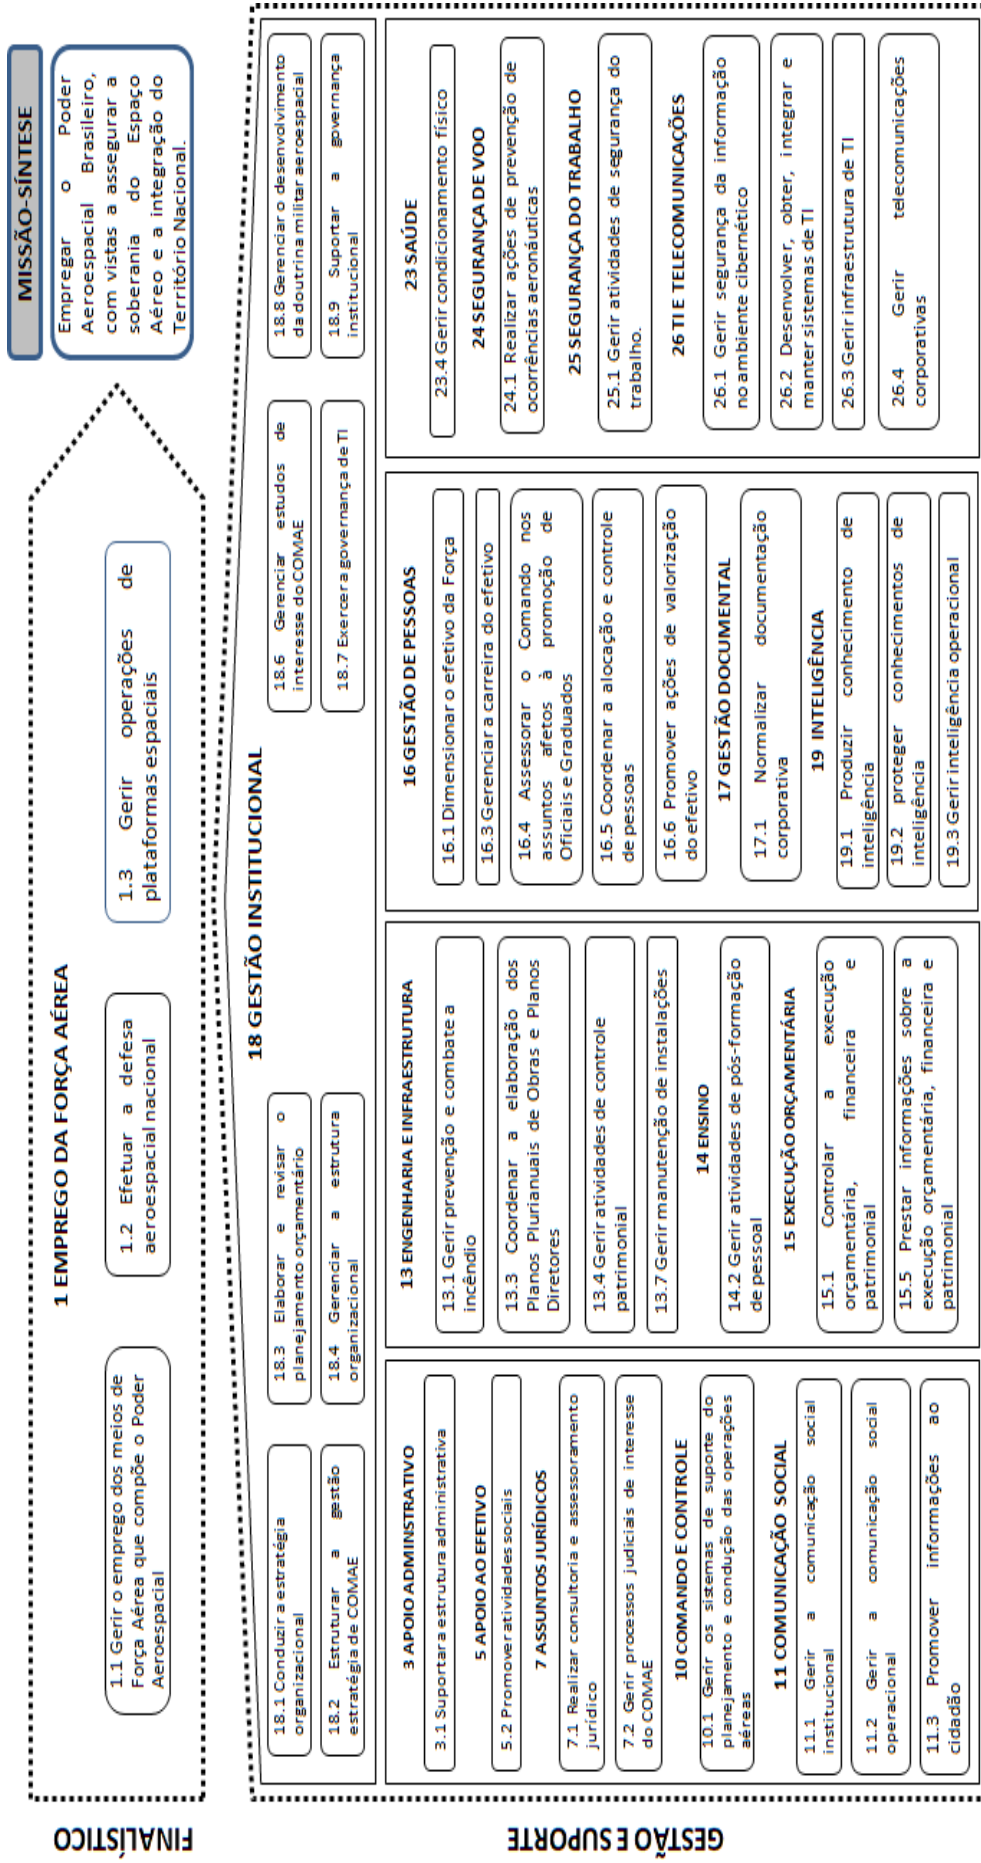 MISSÃO-SÍNTESE
Empregar o Poder
Aeroespacial Brasileiro,
com vistas a assegurar a
soberania do Espaço
Aéreo e a integração do
Território Nacional.
FINALÍSTICO
1 EMPREGO DA FORÇA AÉREA
1.1 Gerir o emprego dos meios de
Força Aérea que compõe o Poder
Aeroespacial
1.2 Efetuar a defesa
aeroespacial nacional
1.3 Gerir operações de
plataformas espaciais
GESTÃO E SUPORTE
18 GESTÃO INSTITUCIONAL
18.1 Conduzir a estratégia
organizacional
18.2 Estruturar a gestão
estratégia de COMAE
18.3 Elaborar e revisar o
planejamento orçamentário
18.4 Gerenciar a estrutura
organizacional
18.6 Gerenciar estudos de
interesse do COMAE
18.7 Exercer a governança de TI
18.8 Gerenciar o desenvolvimento
da doutrina militar aeroespacial
18.9 Suportar a governança
institucional
3 APOIO ADMINSTRATIVO
3.1 Suportar a estrutura administrativa
5 APOIO AO EFETIVO
5.2 Promover atividades sociais
7 ASSUNTOS JURÍDICOS
7.1 Realizar consultoria e assessoramento
jurídico
7.2 Gerir processos judiciais de interesse
do COMAE
10 COMANDO E CONTROLE
10.1 Gerir os sistemas de suporte do
planejamento e condução das operações
aéreas
11 COMUNICAÇÃO SOCIAL
11.1 Gerir a comunicação social
institucional
11.2 Gerir a comunicação social
operacional
11.3 Promover informações ao
cidadão
13 ENGENHARIA E INFRAESTRUTURA
13.1 Gerir prevenção e combate a
incêndio
13.3 Coordenar a elaboração dos
Planos Plurianuais de Obras e Planos
Diretores
13.4 Gerir atividades de controle
patrimonial
13.7 Gerir manutenção de instalações
14 ENSINO
14.2 Gerir atividades de pós-formação
de pessoal
15 EXECUÇÃO ORÇAMENTÁRIA
15.1 Controlar a execução
orçamentária, financeira e
patrimonial
15.5 Prestar informações sobre a
execução orçamentária, financeira e
patrimonial
16 GESTÃO DE PESSOAS
16.1 Dimensionar o efetivo da Força
16.3 Gerenciar a carreira do efetivo
16.4 Assessorar o Comando nos
assuntos afetos à promoção de
Oficiais e Graduados
16.5 Coordenar a alocação e controle
de pessoas
16.6 Promover ações de valorização
do efetivo
17 GESTÃO DOCUMENTAL
17.1 Normalizar documentação
corporativa
19 INTELIGÊNCIA
19.1 Produzir conhecimento de
inteligência
19.2 proteger conhecimentos de
inteligência
19.3 Gerir inteligência operacional
23 SAÚDE
23.4 Gerir condicionamento físico
24 SEGURANÇA DE VOO
24.1 Realizar ações de prevenção de
ocorrências aeronáuticas
25 SEGURANÇA DO TRABALHO
25.1 Gerir atividades de segurança do
trabalho.
26 TI E TELECOMUNICAÇÕES
26.1 Gerir segurança da informação
no ambiente cibernético
26.2 Desenvolver, obter, integrar e
manter sistemas de TI
26.3 Gerir infraestrutura de TI
26.4 Gerir telecomunicações
corporativas